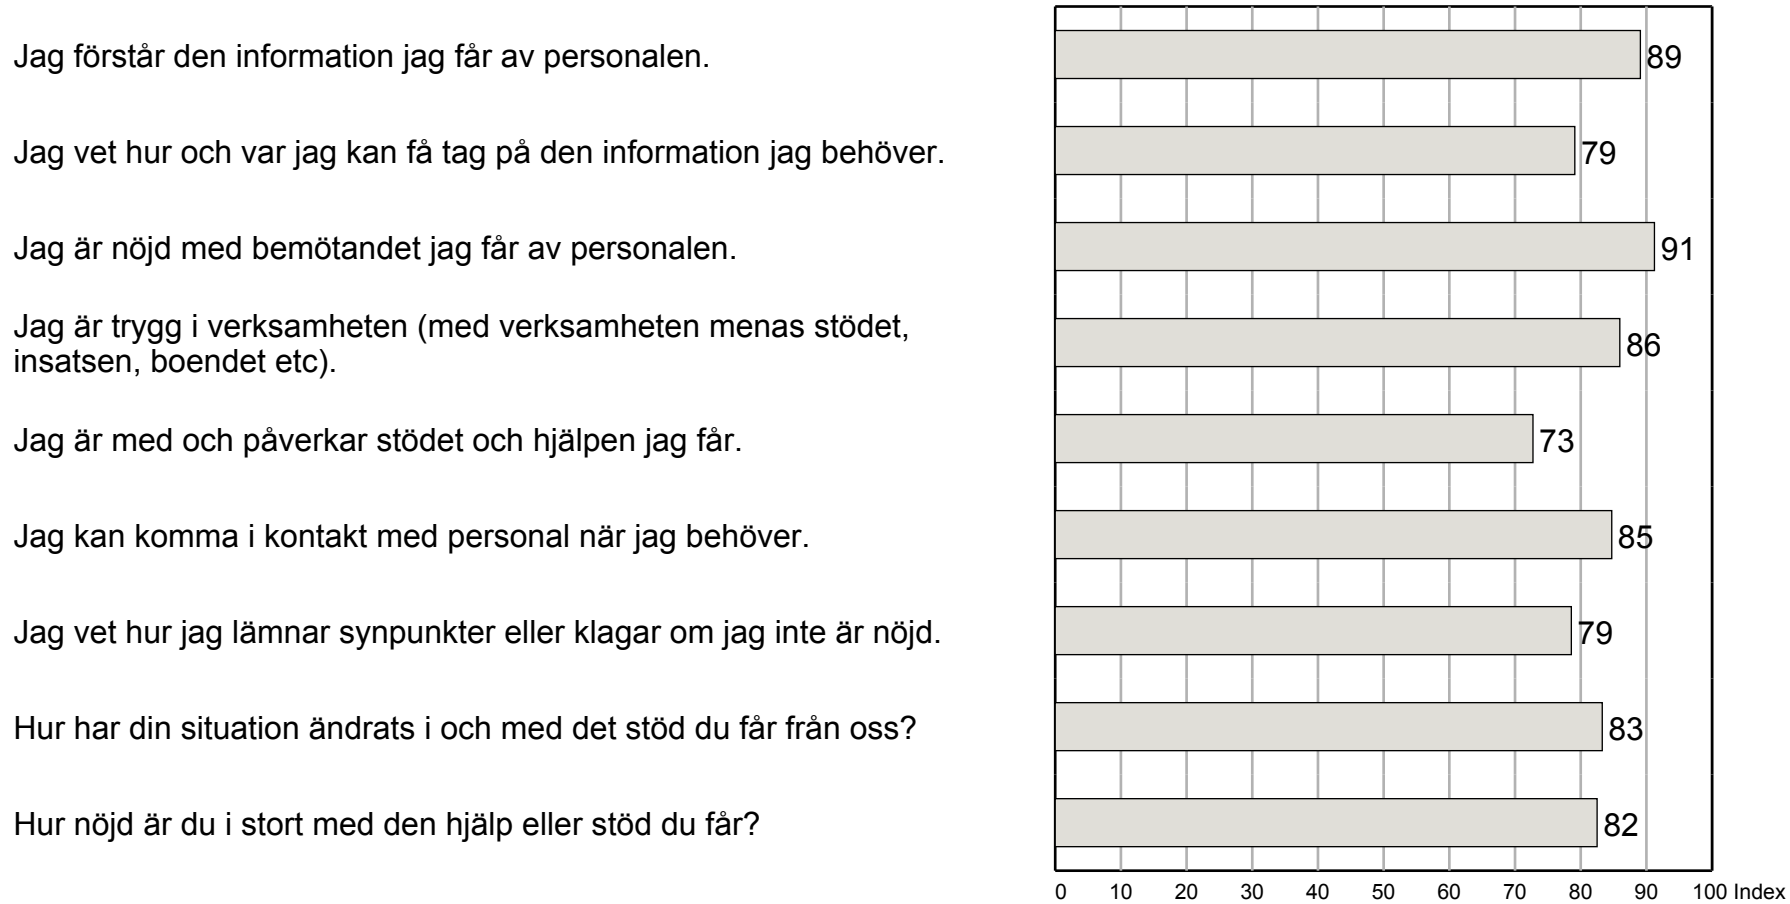 Jag förstår den information jag får av personalen.
89
Jag vet hur och var jag kan få tag på den information jag behöver.
79
Jag är nöjd med bemötandet jag får av personalen.
91
Jag är trygg i verksamheten (med verksamheten menas stödet,
insatsen, boendet etc).
86
Jag är med och påverkar stödet och hjälpen jag får.
73
Jag kan komma i kontakt med personal när jag behöver.
85
Jag vet hur jag lämnar synpunkter eller klagar om jag inte är nöjd.
79
Hur har din situation ändrats i och med det stöd du får från oss?
83
Hur nöjd är du i stort med den hjälp eller stöd du får?
82
0 10 20 30 40 50 60 70 80 90 100 Index